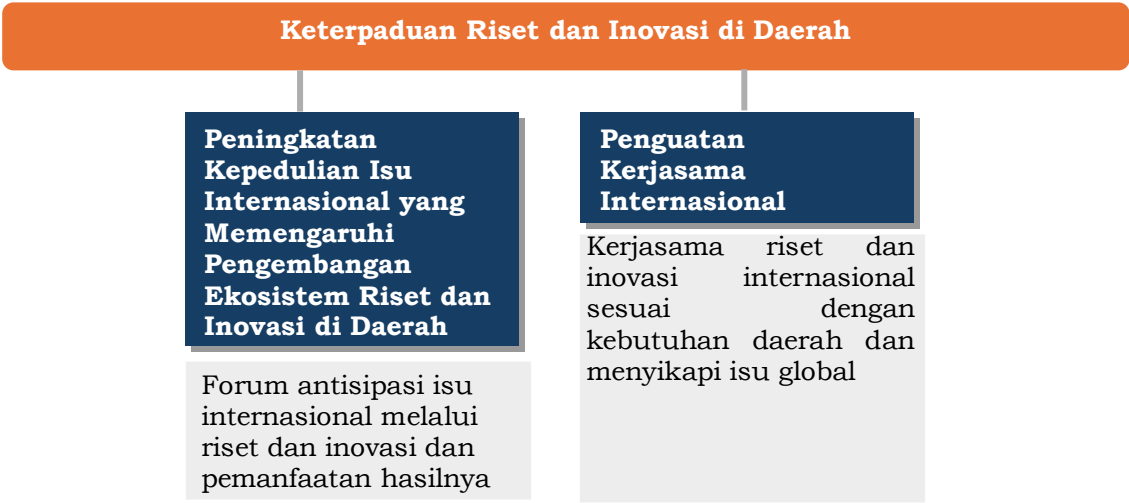 Keterpaduan Riset dan Inovasi di Daerah
Peningkatan
Kepedulian Isu
Internasional yang
Memengaruhi
Pengembangan
Ekosistem Riset dan
Inovasi di Daerah
Forum antisipasi isu
internasional melalui
riset dan inovasi dan
pemanfaatan hasilnya
Penguatan
Kerjasama
Internasional
Kerjasama riset dan
inovasi internasional
sesuai dengan
kebutuhan daerah dan
menyikapi isu global